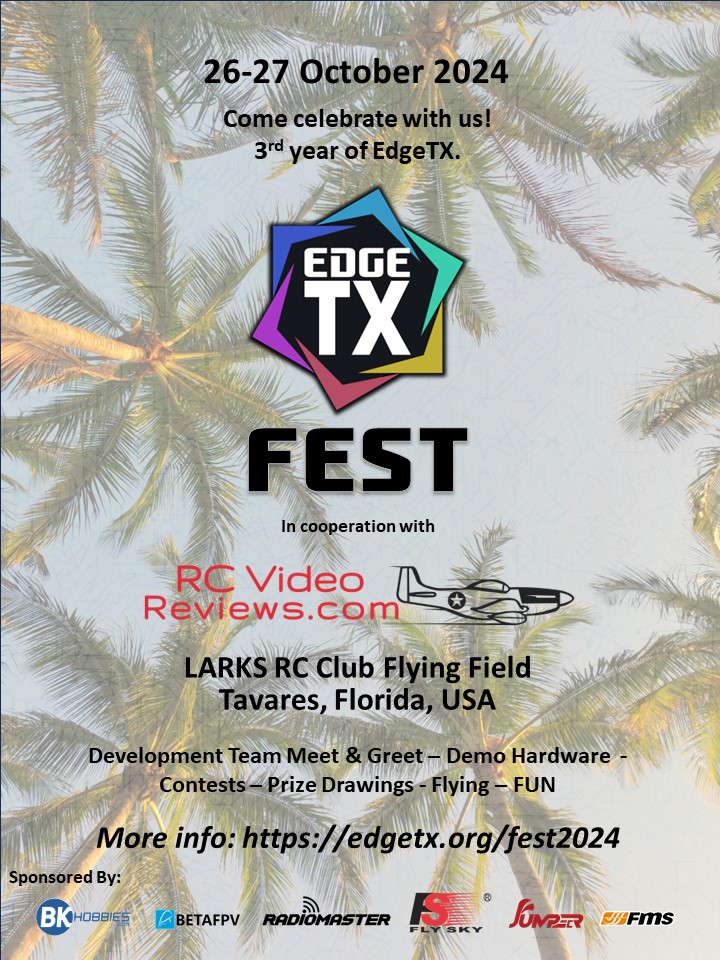 26-27 October 2024
Come celebrate with us!
3rd year of EdgeTX.
EDGE
TX
FEST
In cooperation with
RC Video
Reviews.com
LARKS RC Club Flying Field
Tavares, Florida, USA
Development Team Meet & Greet – Demo Hardware -
Contests – Prize Drawings - Flying – FUN
More info: https://edgetx.org/fest2024
Sponsored By:
BK HOBBIES BETAFPV RADIOMASTER FS FLY SKY ® JUMPER FMS